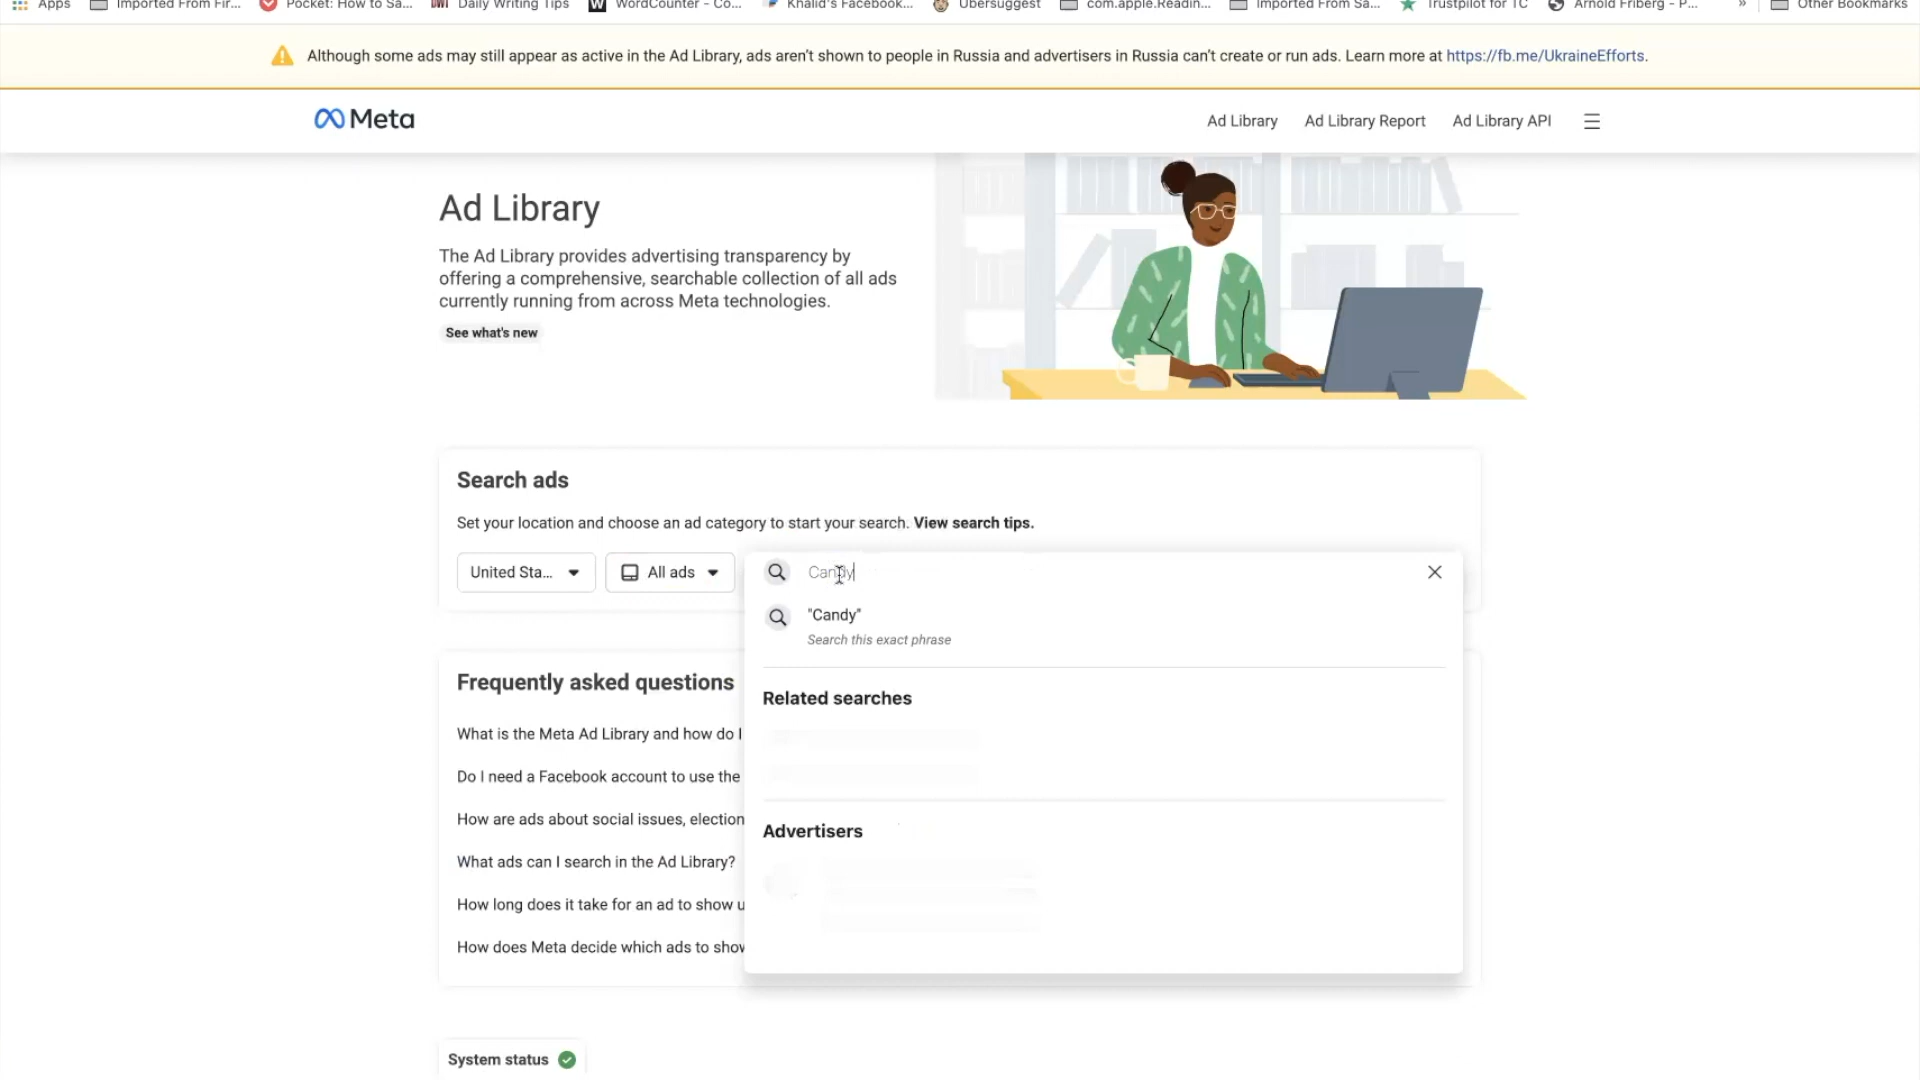 Apps Imported From Fir... Pocket: How to Sa... Daily Writing Tips WordCounter - Co... Khalid's Facebook... Ubersuggest com.apple.Readin... Imported From Sa... Trustpilot for TC Arnold Friberg - P... » Other Bookmarks
Although some ads may still appear as active in the Ad Library, ads aren't shown to people in Russia and advertisers in Russia can't create or run ads. Learn more at https://fb.me/UkraineEfforts.
Meta
Ad Library Ad Library Report Ad Library API
Ad Library
The Ad Library provides advertising transparency by
offering a comprehensive, searchable collection of all ads
currently running from across Meta technologies.
See what's new
Search ads
Set your location and choose an ad category to start your search. View search tips.
United Sta... All ads Candy
"Candy"
Search this exact phrase
Related searches
Advertisers
Frequently asked questions
What is the Meta Ad Library and how do I
Do I need a Facebook account to use the
How are ads about social issues, election
What ads can I search in the Ad Library?
How long does it take for an ad to show u
How does Meta decide which ads to show
System status